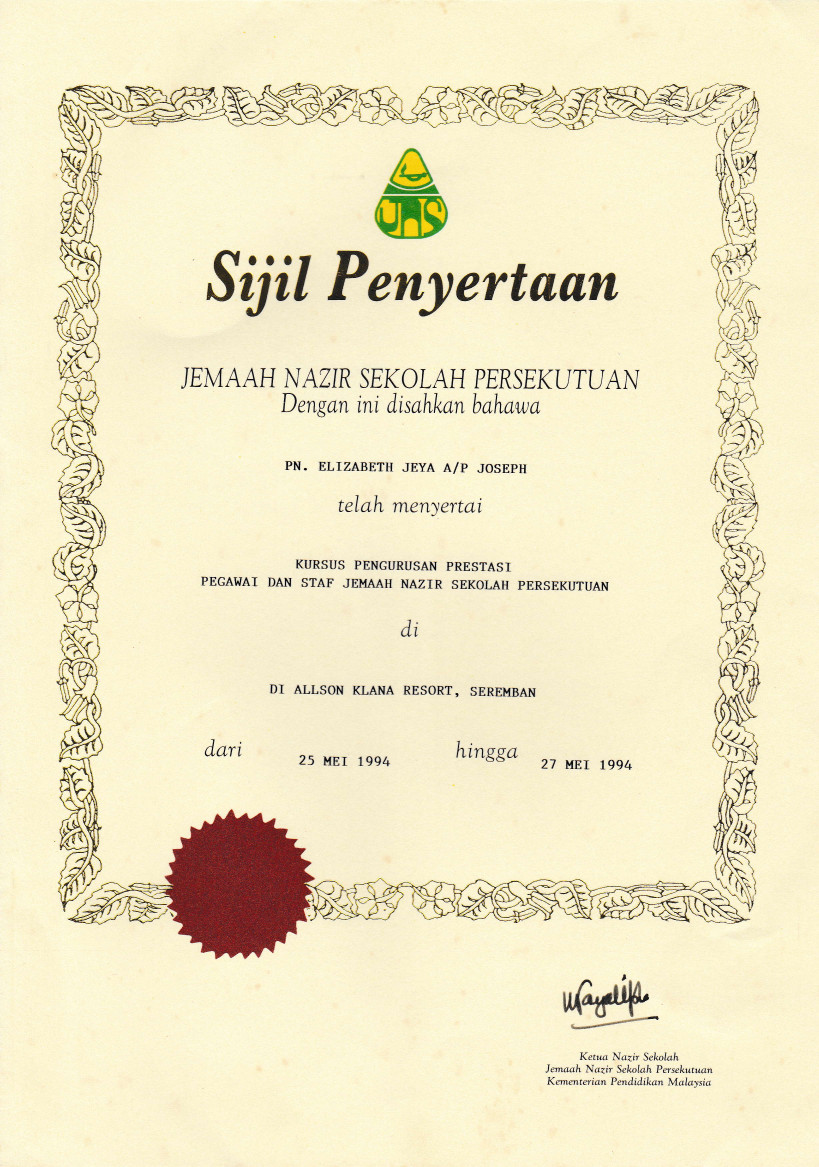 JNS
Sijil Penyertaan
JEMAAH NAZIR SEKOLAH PERSEKUTUAN
Dengan ini disahkan bahawa
PN. ELIZABETH JEYA A/P JOSEPH
telah menyertai
KURSUS PENGURUSAN PRESTASI
PEGAWAI DAN STAF JEMAAH NAZIR SEKOLAH PERSEKUTUAN
di
DI ALLSON KLANA RESORT, SEREMBAN
dari 25 MEI 1994 hingga 27 MEI 1994
Ketua Nazir Sekolah
Jemaah Nazir Sekolah Persekutuan
Kementerian Pendidikan Malaysia